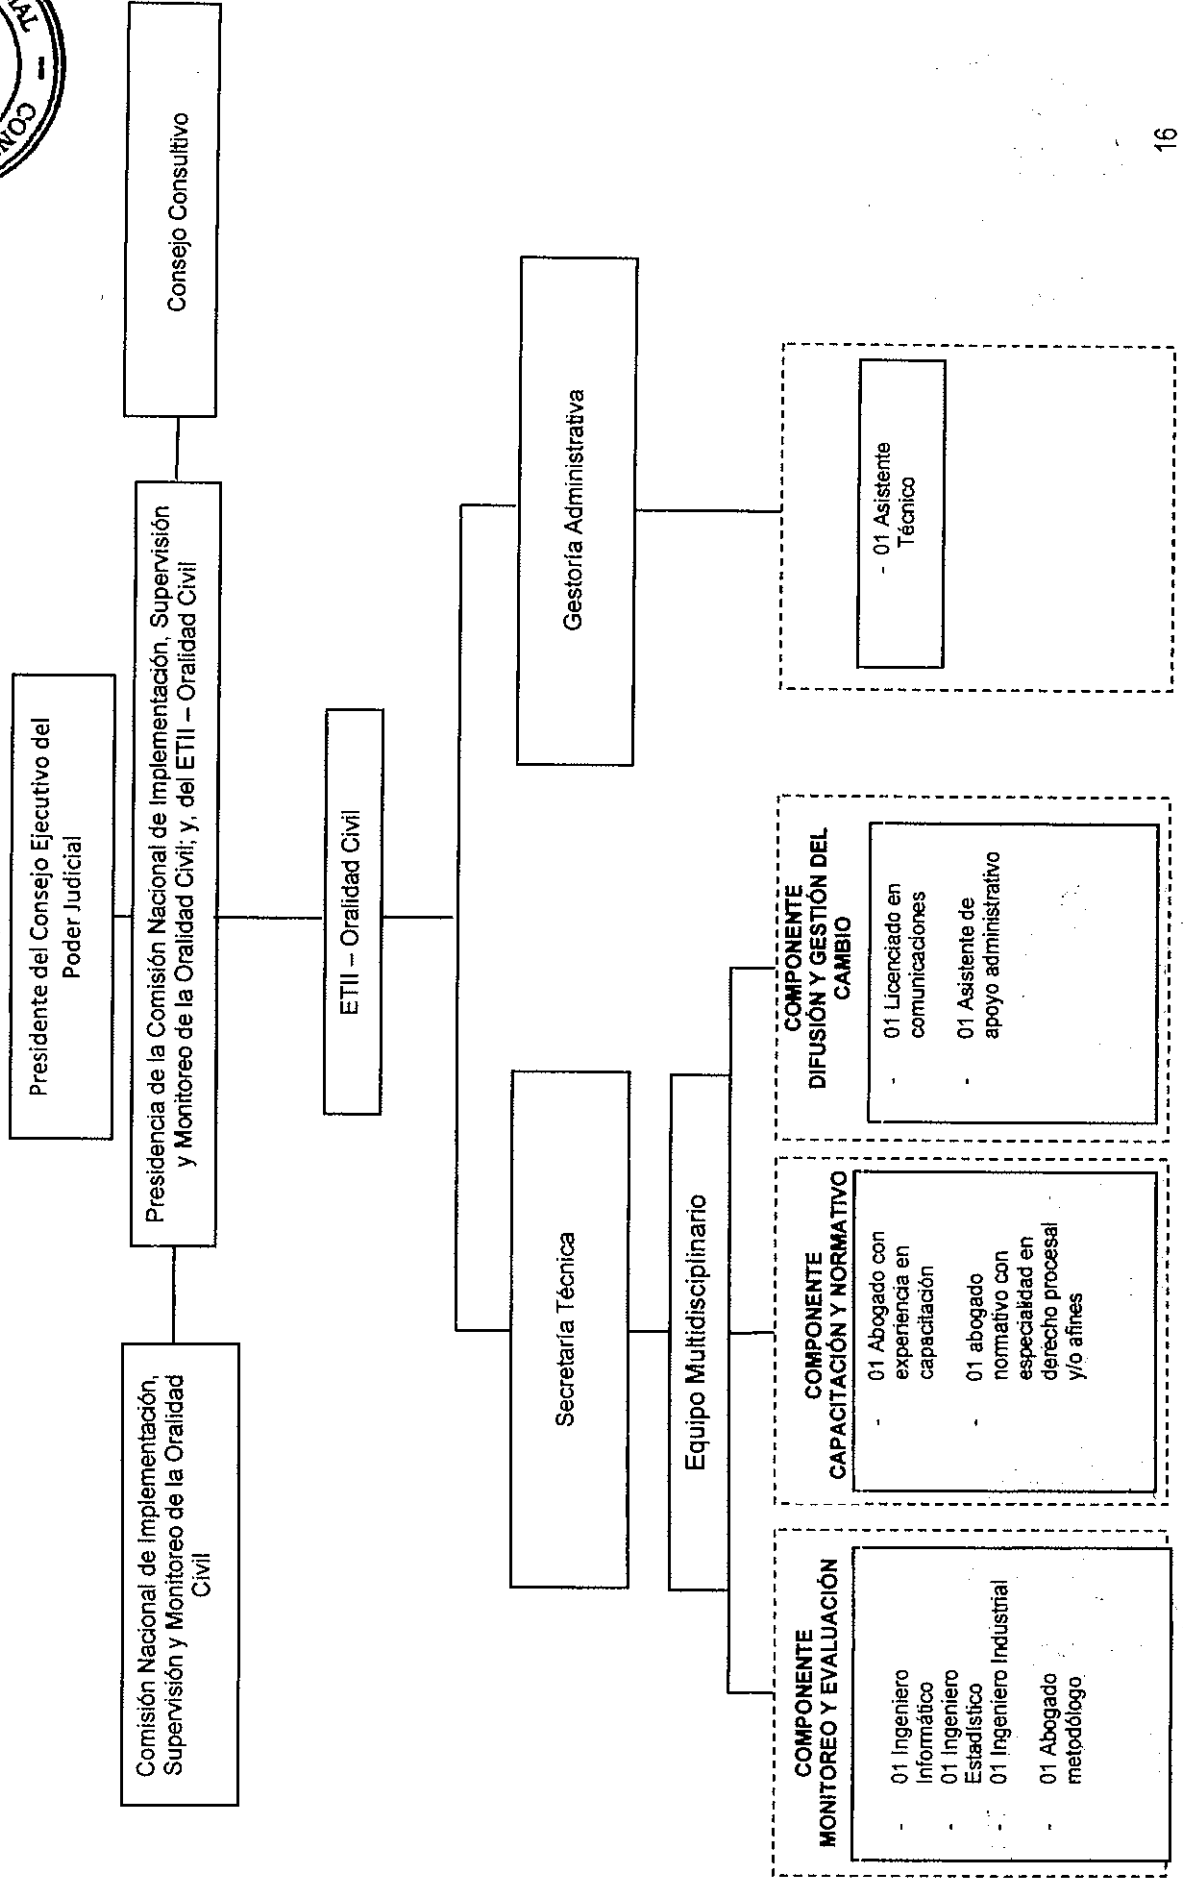 Presidente del Consejo Ejecutivo del
Poder Judicial
Comisión Nacional de Implementación,
Supervisión y Monitoreo de la Oralidad
Civil
Presidencia de la Comisión Nacional de Implementación, Supervisión
y Monitoreo de la Oralidad Civil; y, del ETII – Oralidad Civil
Consejo Consultivo
ETII – Oralidad Civil
Secretaría Técnica
Gestoría Administrativa
Equipo Multidisciplinario
COMPONENTE
MONITOREO Y EVALUACIÓN
- 01 Ingeniero
Informático
- 01 Ingeniero
Estadístico
- 01 Ingeniero Industrial
- 01 Abogado
metodólogo
COMPONENTE
CAPACITACIÓN Y NORMATIVO
- 01 Abogado con
experiencia en
capacitación
- 01 abogado
normativo con
especialidad en
derecho procesal
y/o afines
COMPONENTE
DIFUSIÓN Y GESTIÓN DEL
CAMBIO
- 01 Licenciado en
comunicaciones
- 01 Asistente de
apoyo administrativo
- 01 Asistente
Técnico
16